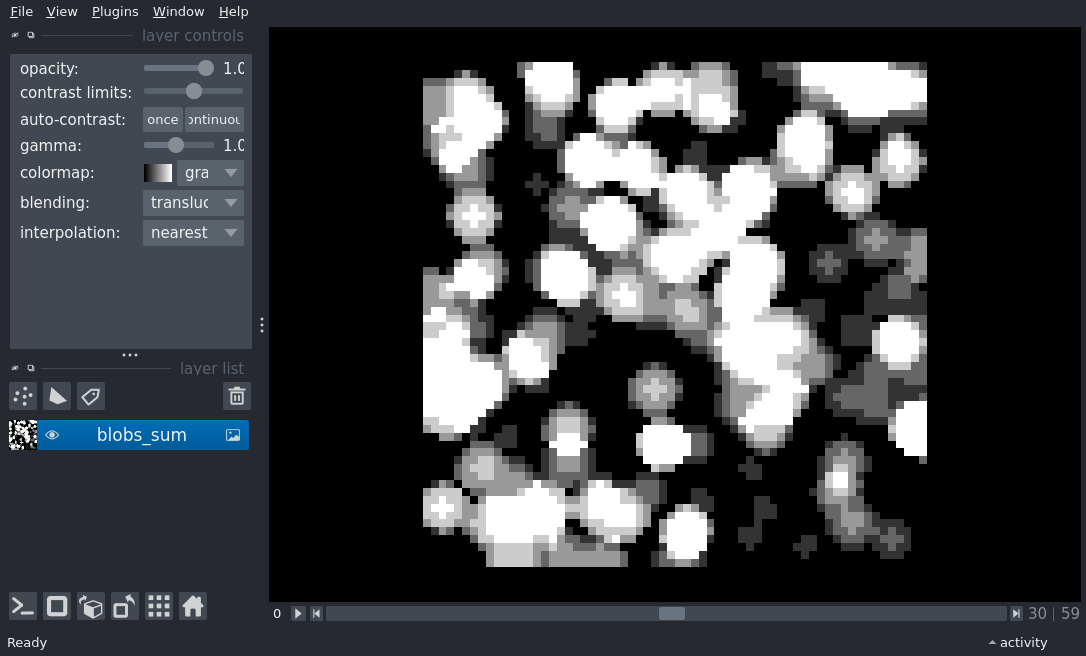 File View Plugins Window Help
layer controls
opacity: 1.0
contrast limits:
auto-contrast: once ontinuou
gamma: 1.0
colormap: gra
blending: transluc
interpolation: nearest
layer list
blobs_sum
0 30 | 59
Ready activity